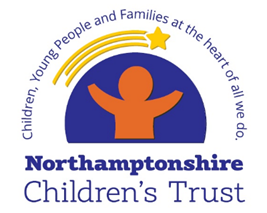 Children, Young People and Families at the heart of all we do.
Northamptonshire
Children's Trust